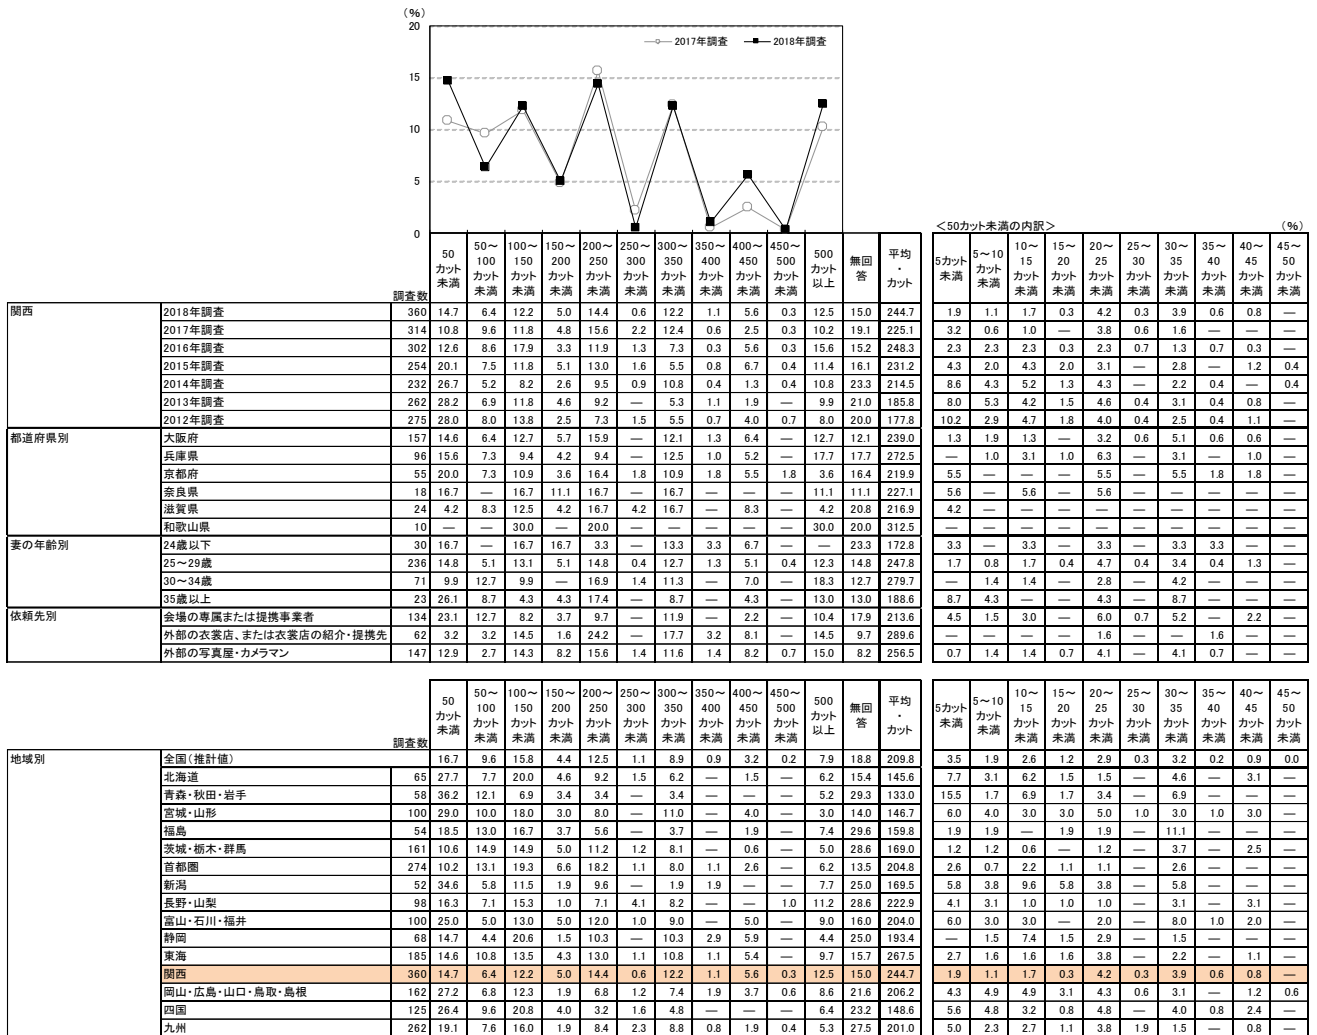 (%)
20
15
10
5
0
2017年調査 2018年調査
<50カット未満の内訳> (%)
調査数 50カット未満 50~100カット未満 100~150カット未満 150~200カット未満 200~250カット未満 250~300カット未満 300~350カット未満 350~400カット未満 400~450カット未満 450~500カット未満 500カット以上 無回答 平均・カット 5カット未満 5~10カット未満 10~15カット未満 15~20カット未満 20~25カット未満 25~30カット未満 30~35カット未満 35~40カット未満 40~45カット未満 45~50カット未満
関西 2018年調査 360 14.7 6.4 12.2 5.0 14.4 0.6 12.2 1.1 5.6 0.3 12.5 15.0 244.7 1.9 1.1 1.7 0.3 4.2 0.3 3.9 0.6 0.8 ―
2017年調査 314 10.8 9.6 11.8 4.8 15.6 2.2 12.4 0.6 2.5 0.3 10.2 19.1 225.1 3.2 0.6 1.0 ― 3.8 0.6 1.6 ― ― ―
2016年調査 302 12.6 8.6 17.9 3.3 11.9 1.3 7.3 0.3 5.6 0.3 15.6 15.2 248.3 2.3 2.3 2.3 0.3 2.3 0.7 1.3 0.7 0.3 ―
2015年調査 254 20.1 7.5 11.8 5.1 13.0 1.6 5.5 0.8 6.7 0.4 11.4 16.1 231.2 4.3 2.0 4.3 2.0 3.1 ― 2.8 ― 1.2 0.4
2014年調査 232 26.7 5.2 8.2 2.6 9.5 0.9 10.8 0.4 1.3 0.4 10.8 23.3 214.5 8.6 4.3 5.2 1.3 4.3 ― 2.2 0.4 ― 0.4
2013年調査 262 28.2 6.9 11.8 4.6 9.2 ― 5.3 1.1 1.9 ― 9.9 21.0 185.8 8.0 5.3 4.2 1.5 4.6 0.4 3.1 0.4 0.8 ―
2012年調査 275 28.0 8.0 13.8 2.5 7.3 1.5 5.5 0.7 4.0 0.7 8.0 20.0 177.8 10.2 2.9 4.7 1.8 4.0 0.4 2.5 0.4 1.1 ―
都道府県別 大阪府 157 14.6 6.4 12.7 5.7 15.9 ― 12.1 1.3 6.4 ― 12.7 12.1 239.0 1.3 1.9 1.3 ― 3.2 0.6 5.1 0.6 0.6 ―
兵庫県 96 15.6 7.3 9.4 4.2 9.4 ― 12.5 1.0 5.2 ― 17.7 17.7 272.5 ― 1.0 3.1 1.0 6.3 ― 3.1 ― 1.0 ―
京都府 55 20.0 7.3 10.9 3.6 16.4 1.8 10.9 1.8 5.5 1.8 3.6 16.4 219.9 5.5 ― ― ― 5.5 ― 5.5 1.8 1.8 ―
奈良県 18 16.7 ― 16.7 11.1 16.7 ― 16.7 ― ― ― 11.1 11.1 227.1 5.6 ― 5.6 ― 5.6 ― ― ― ― ―
滋賀県 24 4.2 8.3 12.5 4.2 16.7 4.2 16.7 ― 8.3 ― 4.2 20.8 216.9 4.2 ― ― ― ― ― ― ― ― ―
和歌山県 10 ― ― 30.0 ― 20.0 ― ― ― ― ― 30.0 20.0 312.5 ― ― ― ― ― ― ― ― ― ―
妻の年齢別 24歳以下 30 16.7 ― 16.7 16.7 3.3 ― 13.3 3.3 6.7 ― ― 23.3 172.8 3.3 ― 3.3 ― 3.3 ― 3.3 3.3 ― ―
25~29歳 236 14.8 5.1 13.1 5.1 14.8 0.4 12.7 1.3 5.1 0.4 12.3 14.8 247.8 1.7 0.8 1.7 0.4 4.7 0.4 3.4 0.4 1.3 ―
30~34歳 71 9.9 12.7 9.9 ― 16.9 1.4 11.3 ― 7.0 ― 18.3 12.7 279.7 ― 1.4 1.4 ― 2.8 ― 4.2 ― ― ―
35歳以上 23 26.1 8.7 4.3 4.3 17.4 ― 8.7 ― 4.3 ― 13.0 13.0 188.6 8.7 4.3 ― ― 4.3 ― 8.7 ― ― ―
依頼先別 会場の専属または提携事業者 134 23.1 12.7 8.2 3.7 9.7 ― 11.9 ― 2.2 ― 10.4 17.9 213.6 4.5 1.5 3.0 ― 6.0 0.7 5.2 ― 2.2 ―
外部の衣裳店、または衣裳店の紹介・提携先 62 3.2 3.2 14.5 1.6 24.2 ― 17.7 3.2 8.1 ― 14.5 9.7 289.6 ― ― ― ― 1.6 ― ― 1.6 ― ―
外部の写真屋・カメラマン 147 12.9 2.7 14.3 8.2 15.6 1.4 11.6 1.4 8.2 0.7 15.0 8.2 256.5 0.7 1.4 1.4 0.7 4.1 ― 4.1 0.7 ― ―
調査数 50カット未満 50~100カット未満 100~150カット未満 150~200カット未満 200~250カット未満 250~300カット未満 300~350カット未満 350~400カット未満 400~450カット未満 450~500カット未満 500カット以上 無回答 平均・カット 5カット未満 5~10カット未満 10~15カット未満 15~20カット未満 20~25カット未満 25~30カット未満 30~35カット未満 35~40カット未満 40~45カット未満 45~50カット未満
地域別 全国(推計値) 16.7 9.6 15.8 4.4 12.5 1.1 8.9 0.9 3.2 0.2 7.9 18.8 209.8 3.5 1.9 2.6 1.2 2.9 0.3 3.2 0.2 0.9 0.0
北海道 65 27.7 7.7 20.0 4.6 9.2 1.5 6.2 ― 1.5 ― 6.2 15.4 145.6 7.7 3.1 6.2 1.5 1.5 ― 4.6 ― 3.1 ―
青森・秋田・岩手 58 36.2 12.1 6.9 3.4 3.4 ― 3.4 ― ― ― 5.2 29.3 133.0 15.5 1.7 6.9 1.7 3.4 ― 6.9 ― ― ―
宮城・山形 100 29.0 10.0 18.0 3.0 8.0 ― 11.0 ― 4.0 ― 3.0 14.0 146.7 6.0 4.0 3.0 3.0 5.0 1.0 3.0 1.0 3.0 ―
福島 54 18.5 13.0 16.7 3.7 5.6 ― 3.7 ― 1.9 ― 7.4 29.6 159.8 1.9 1.9 ― 1.9 1.9 ― 11.1 ― ― ―
茨城・栃木・群馬 161 10.6 14.9 14.9 5.0 11.2 1.2 8.1 ― 0.6 ― 5.0 28.6 169.0 1.2 1.2 0.6 ― 1.2 ― 3.7 ― 2.5 ―
首都圏 274 10.2 13.1 19.3 6.6 18.2 1.1 8.0 1.1 2.6 ― 6.2 13.5 204.8 2.6 0.7 2.2 1.1 1.1 ― 2.6 ― ― ―
新潟 52 34.6 5.8 11.5 1.9 9.6 ― 1.9 1.9 ― ― 7.7 25.0 169.5 5.8 3.8 9.6 5.8 3.8 ― 5.8 ― ― ―
長野・山梨 98 16.3 7.1 15.3 1.0 7.1 4.1 8.2 ― ― 1.0 11.2 28.6 222.9 4.1 3.1 1.0 1.0 1.0 ― 3.1 ― 3.1 ―
富山・石川・福井 100 25.0 5.0 13.0 5.0 12.0 1.0 9.0 ― 5.0 ― 9.0 16.0 204.0 6.0 3.0 3.0 ― 2.0 ― 8.0 1.0 2.0 ―
静岡 68 14.7 4.4 20.6 1.5 10.3 ― 10.3 2.9 5.9 ― 4.4 25.0 193.4 ― 1.5 7.4 1.5 2.9 ― 1.5 ― ― ―
東海 185 14.6 10.8 13.5 4.3 13.0 1.1 10.8 1.1 5.4 ― 9.7 15.7 267.5 2.7 1.6 1.6 1.6 3.8 ― 2.2 ― 1.1 ―
関西 360 14.7 6.4 12.2 5.0 14.4 0.6 12.2 1.1 5.6 0.3 12.5 15.0 244.7 1.9 1.1 1.7 0.3 4.2 0.3 3.9 0.6 0.8 ―
岡山・広島・山口・鳥取・島根 162 27.2 6.8 12.3 1.9 6.8 1.2 7.4 1.9 3.7 0.6 8.6 21.6 206.2 4.3 4.9 4.9 3.1 4.3 0.6 3.1 ― 1.2 0.6
四国 125 26.4 9.6 20.8 4.0 3.2 1.6 4.8 ― ― ― 6.4 23.2 148.6 5.6 4.8 3.2 0.8 4.8 ― 4.0 0.8 2.4 ―
九州 262 19.1 7.6 16.0 1.9 8.4 2.3 8.8 0.8 1.9 0.4 5.3 27.5 201.0 5.0 2.3 2.7 1.1 3.8 1.9 1.5 ― 0.8 ―